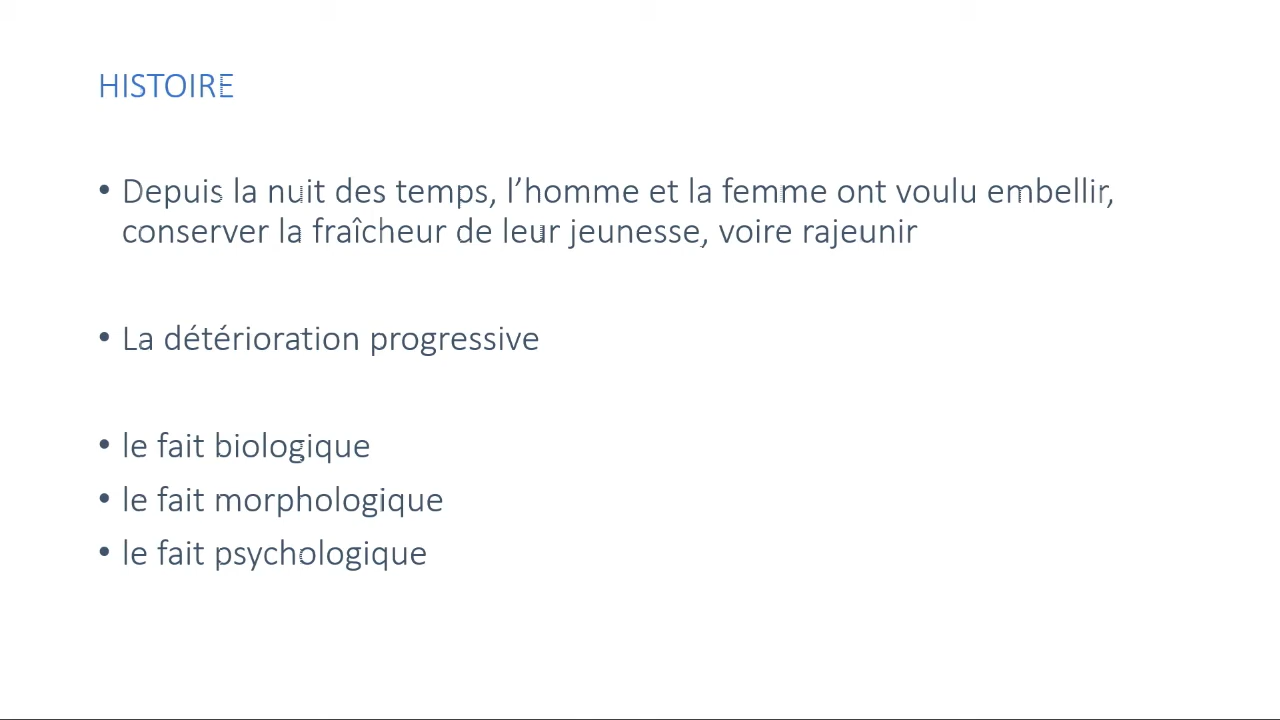 HISTOIRE
• Depuis la nuit des temps, l’homme et la femme ont voulu embellir,
conserver la fraîcheur de leur jeunesse, voire rajeunir
• La détérioration progressive
• le fait biologique
• le fait morphologique
• le fait psychologique